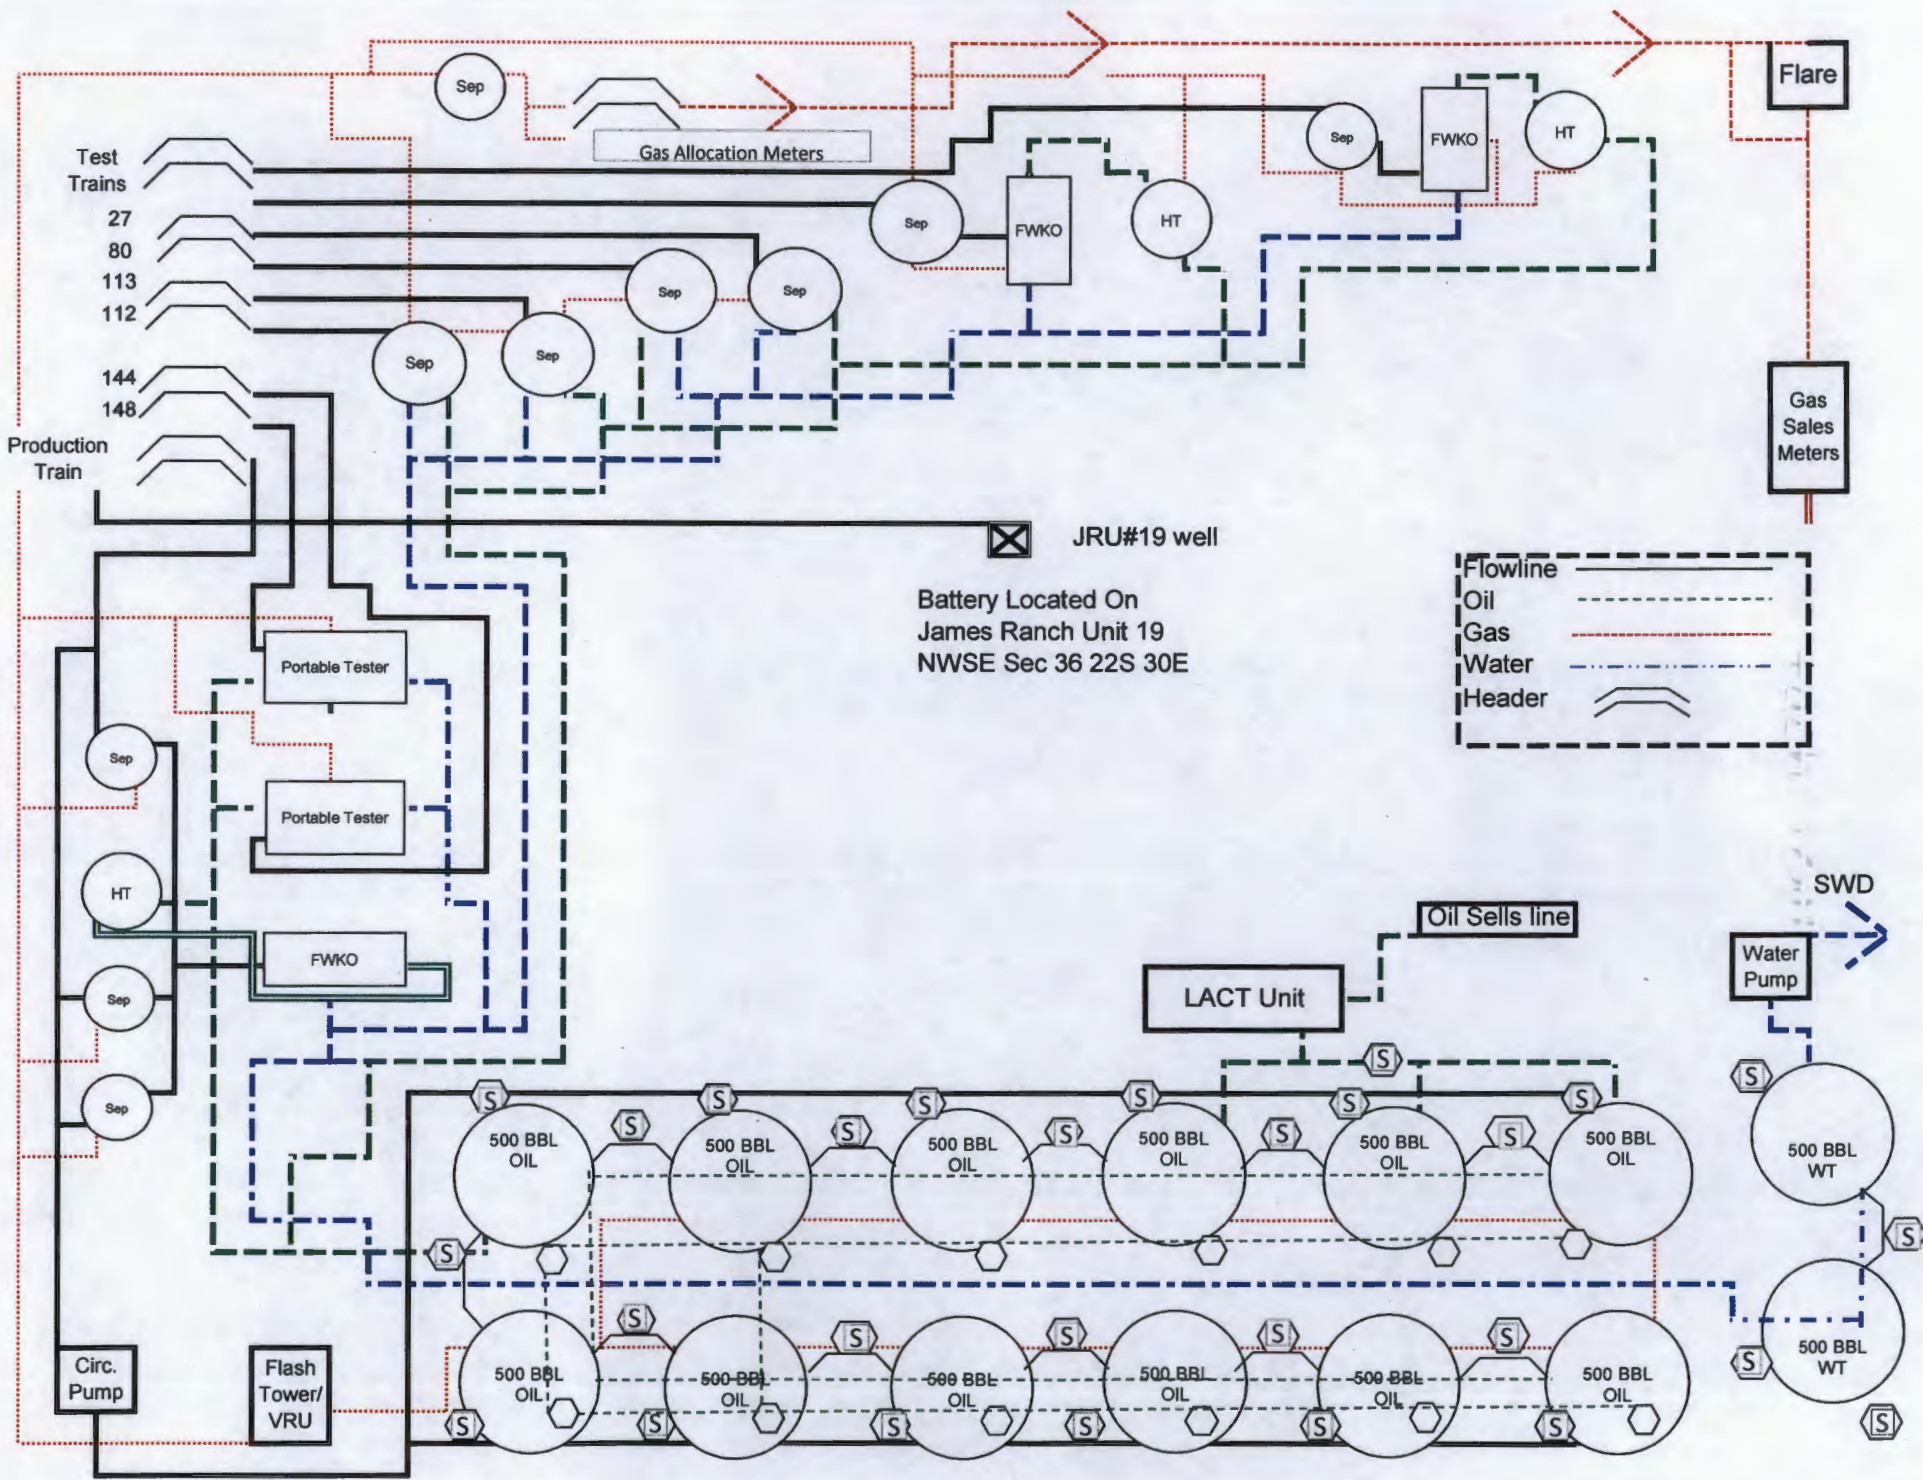 Sep
Flare
Gas Allocation Meters
Sep
FWKO
HT
Test
Trains
27
80
113
112
144
148
Production
Train
Sep
FWKO
HT
Sep
Sep
Sep
Sep
Gas
Sales
Meters
JRU#19 well
Battery Located On
James Ranch Unit 19
NWSE Sec 36 22S 30E
Flowline
Oil
Gas
Water
Header
Portable Tester
Sep
Portable Tester
HT
FWKO
Sep
Sep
SWD
Oil Sells line
Water
Pump
LACT Unit
S
S
S
S
S
S
S
S
S
S
S
S
S
500 BBL
OIL
500 BBL
OIL
500 BBL
OIL
500 BBL
OIL
500 BBL
OIL
500 BBL
OIL
500 BBL
WT
S
S
S
S
S
S
S
S
500 BBL
OIL
500 BBL
OIL
500 BBL
OIL
500 BBL
OIL
500 BBL
OIL
500 BBL
OIL
500 BBL
WT
S
S
S
S
S
S
S
Circ.
Pump
Flash
Tower/
VRU